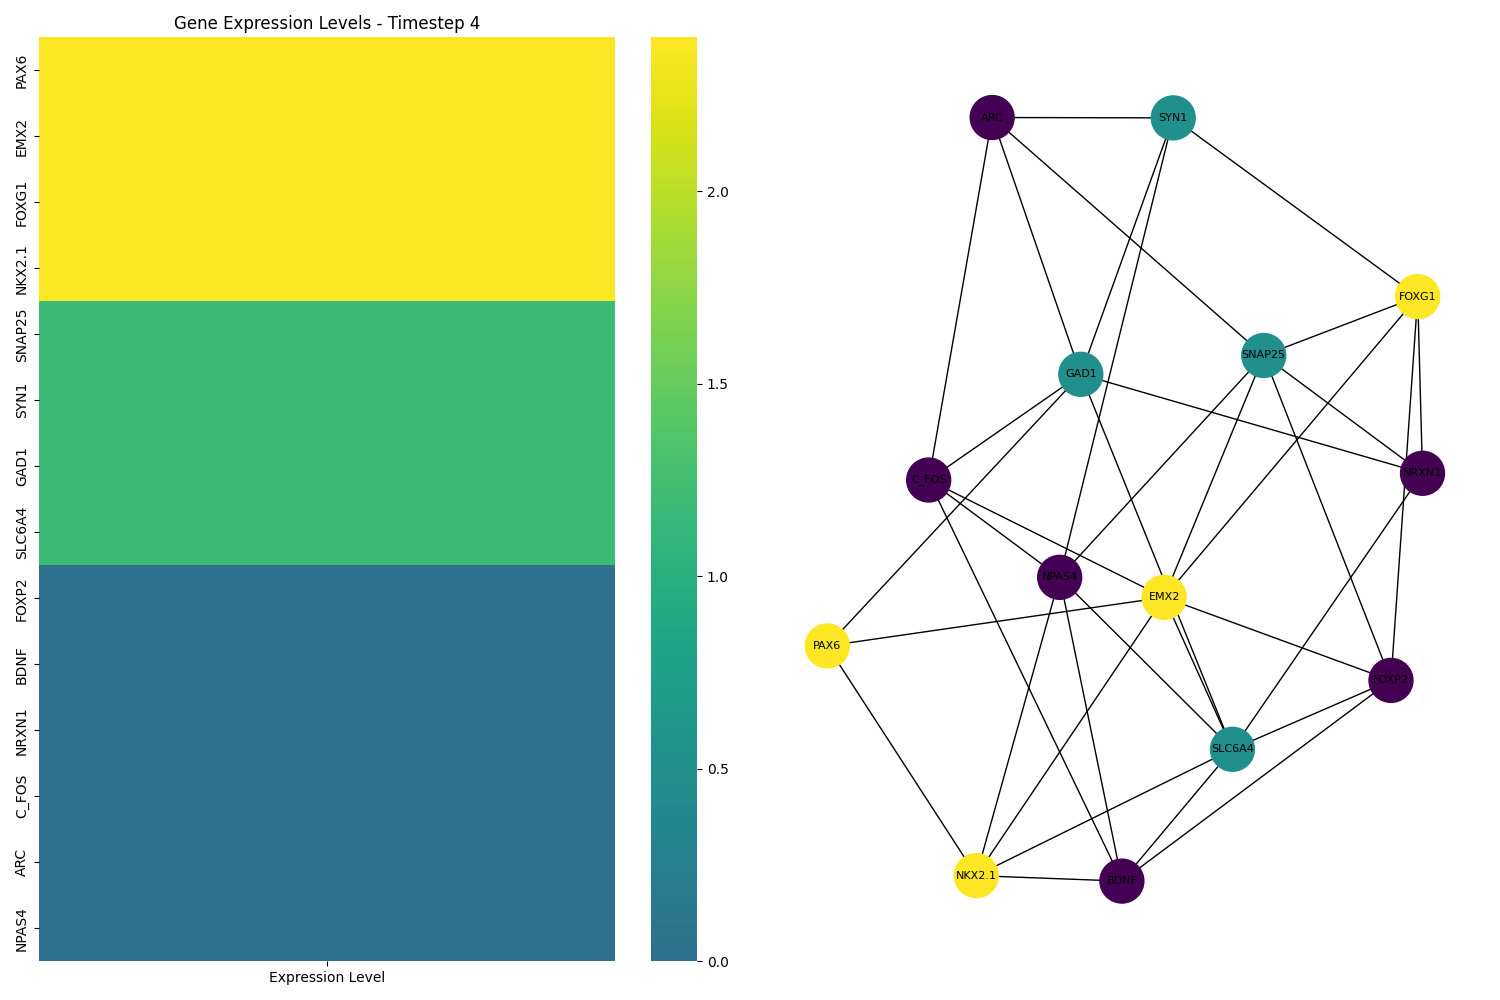 Gene Expression Levels - Timestep 4
PAX6
EMX2
FOXG1
NKX2.1
SNAP25
SYN1
GAD1
SLC6A4
FOXP2
BDNF
NRXN1
C_FOS
ARC
NPAS4
Expression Level
2.0
1.5
1.0
0.5
0.0
ARC
SYN1
FOXG1
SNAP25
GAD1
NRXN1
C_FOS
NPAS4
EMX2
PAX6
FOXP2
SLC6A4
NKX2.1
BDNF